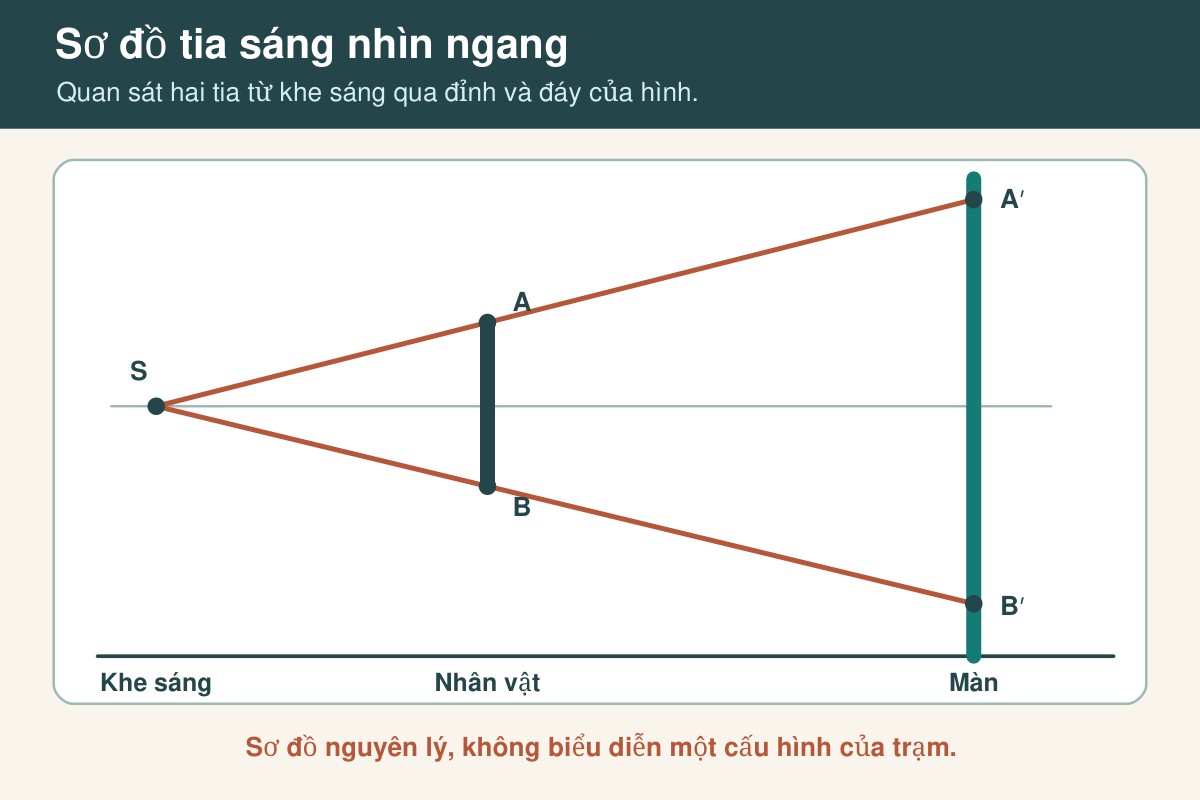 Sơ đồ tia sáng nhìn ngang
Quan sát hai tia từ khe sáng qua đỉnh và đáy của hình.
A′
A
S
B
B′
Khe sáng
Nhân vật
Màn
Sơ đồ nguyên lý, không biểu diễn một cấu hình của trạm.